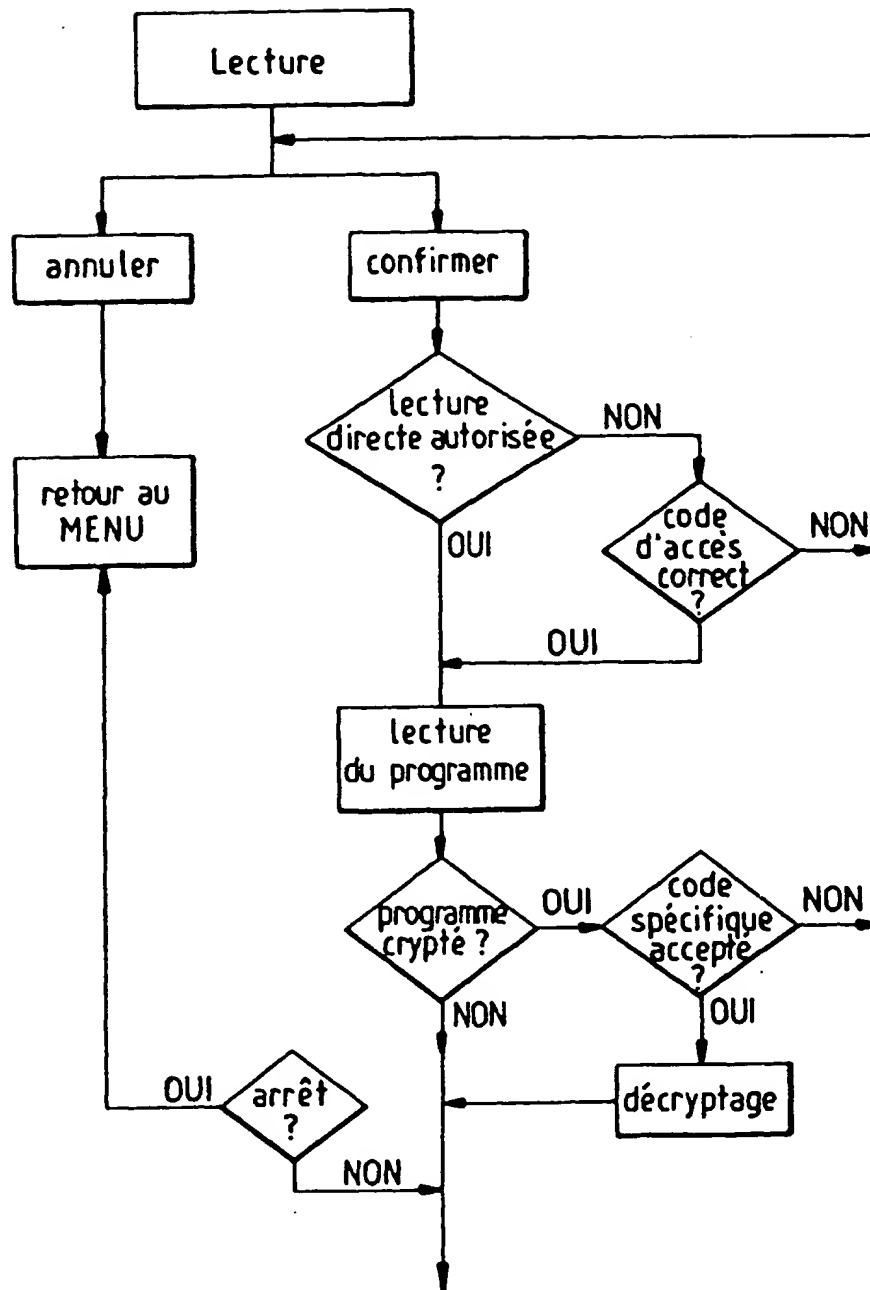 Lecture
annuler
confirmer
lecture
directe autorisée
?
NON
retour au
MENU
code
d'accès
correct
?
NON
OUI
OUI
lecture
du programme
programme
crypté ?
OUI
code
spécifique
accepté
?
NON
NON
OUI
OUI
arrêt
?
décryptage
NON